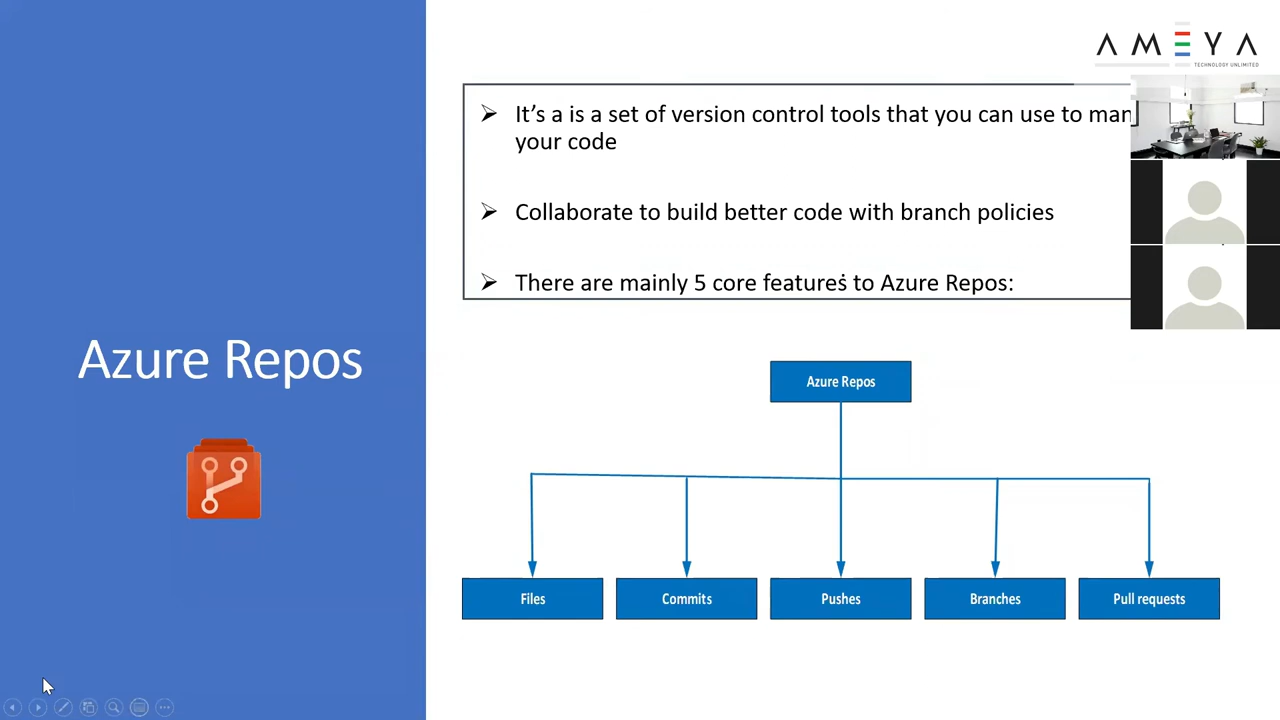 AMEYA
TECHNOLOGY UNLIMITED
It's a is a set of version control tools that you can use to
your code
Collaborate to build better code with branch policies
There are mainly 5 core features to Azure Repos:
Azure Repos
Azure Repos
Files
Commits
Pushes
Branches
Pull requests